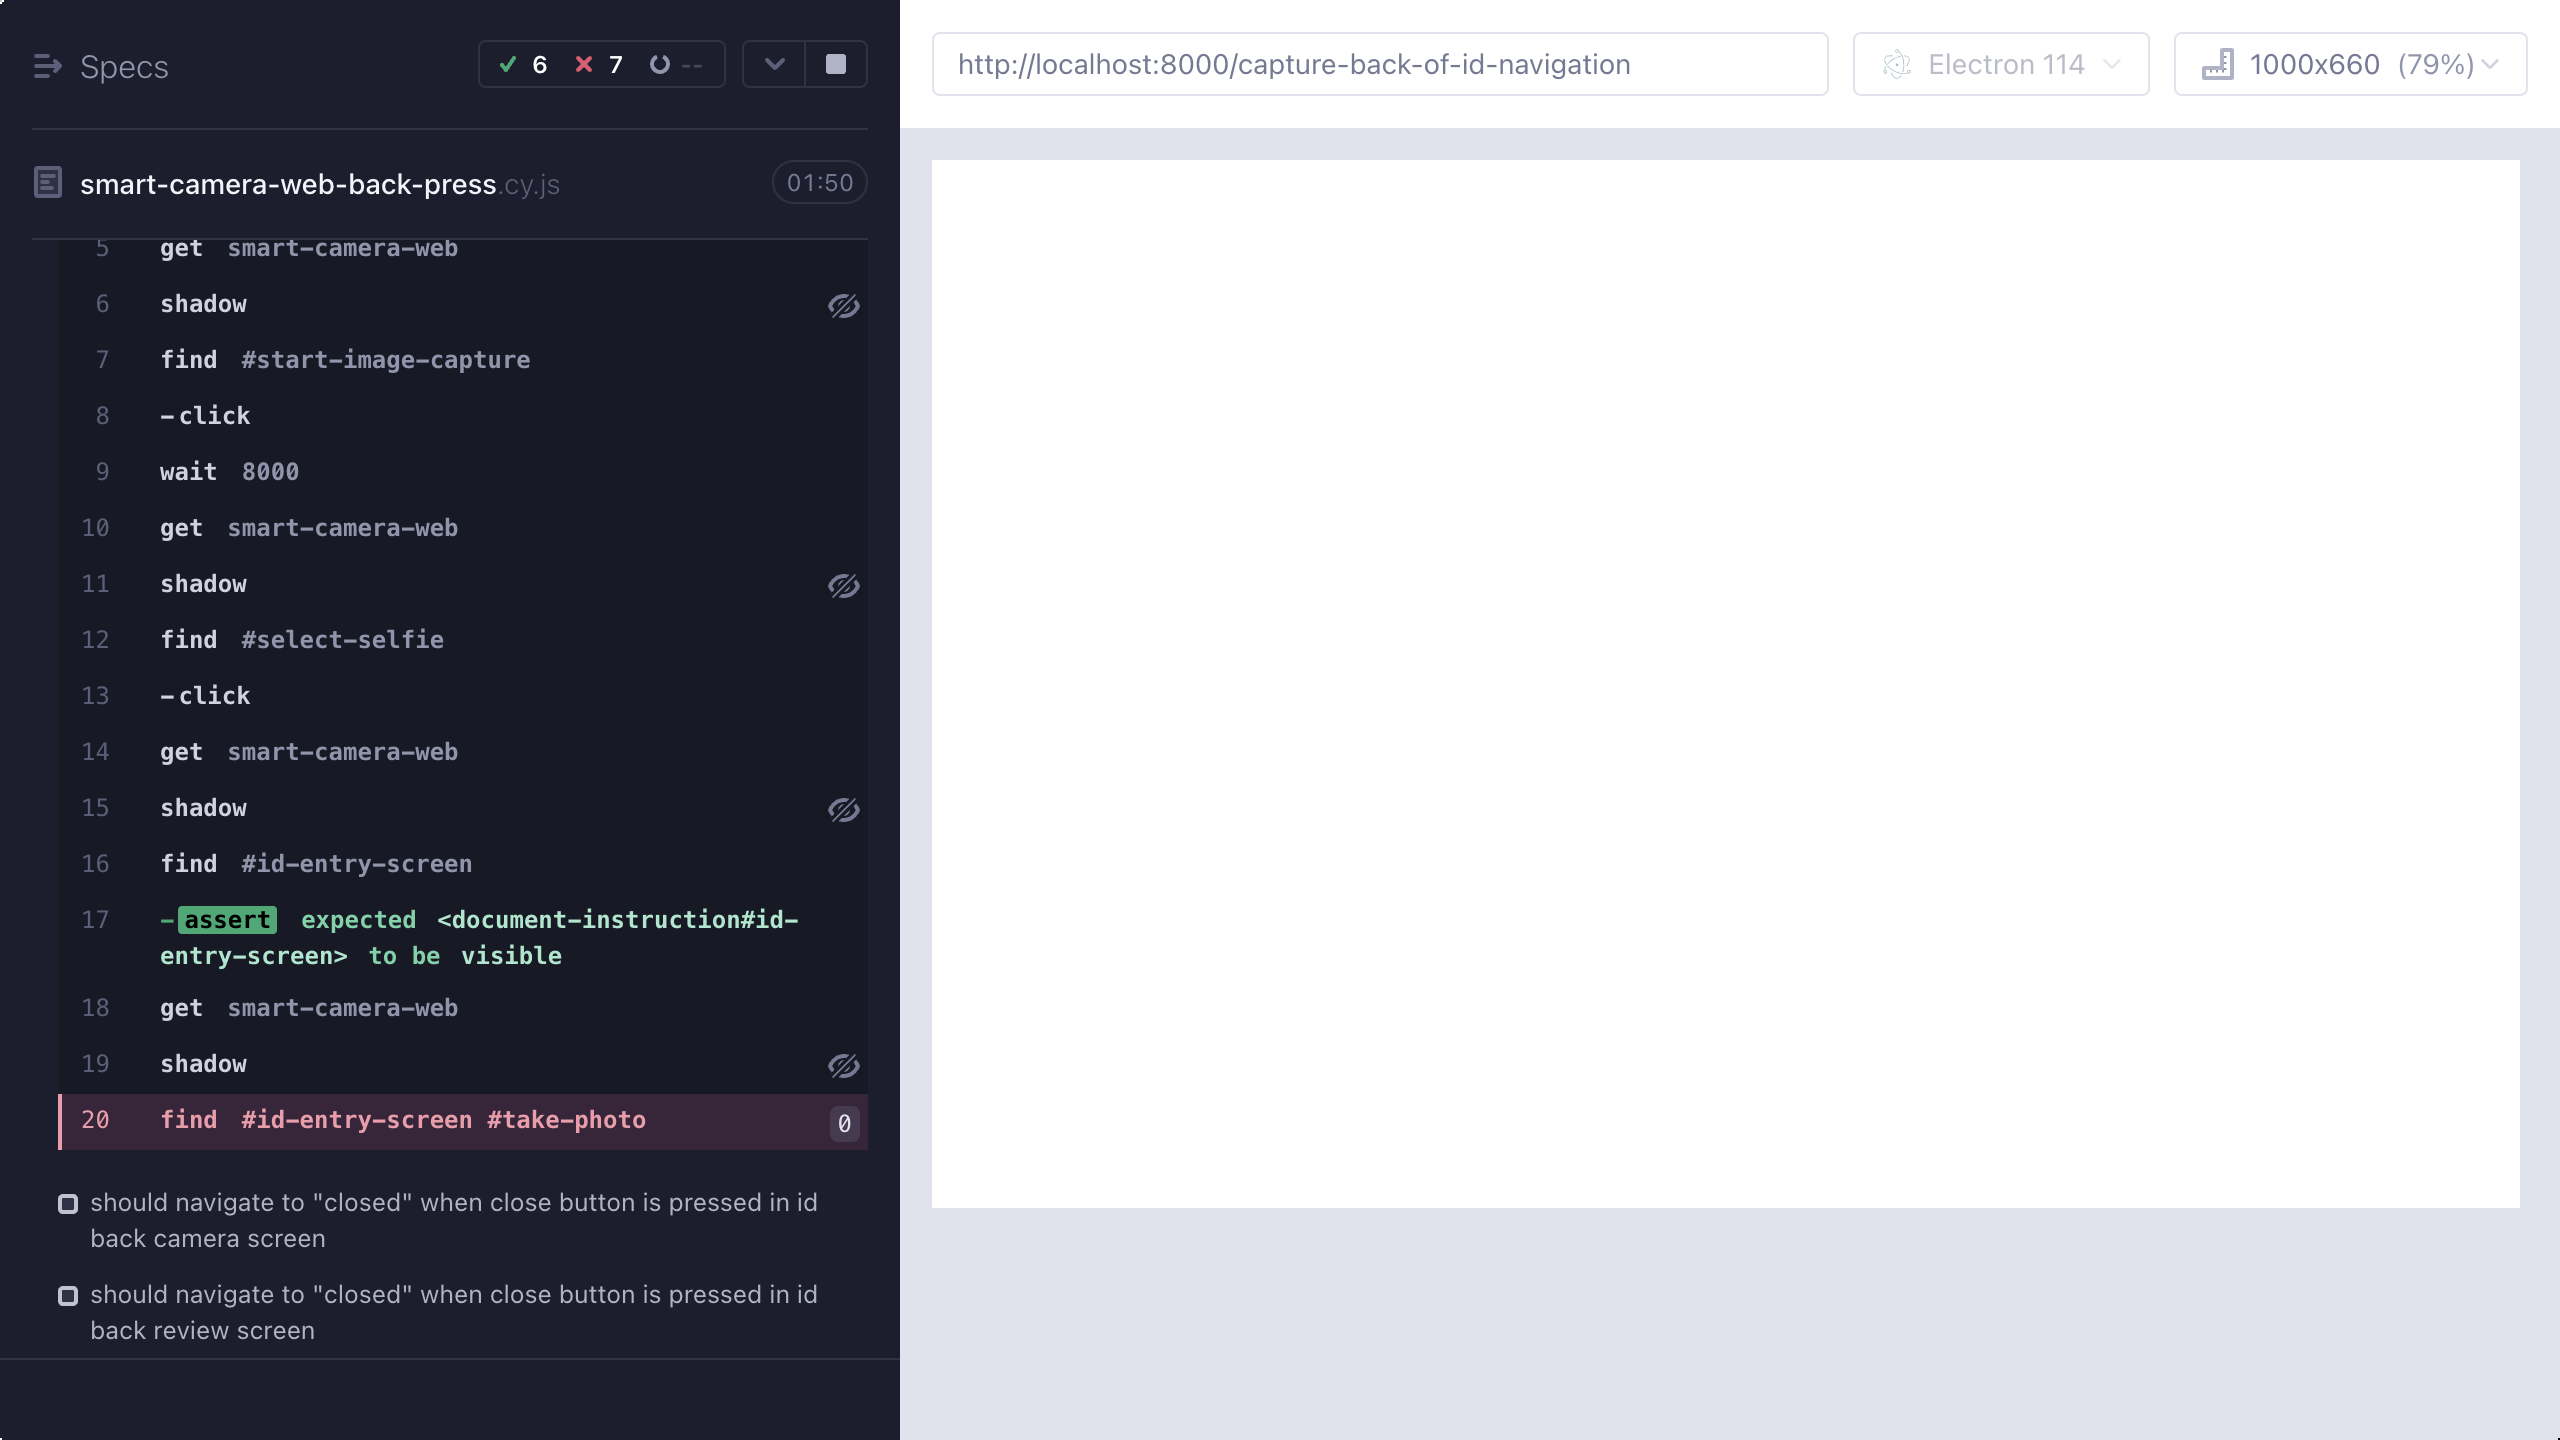 Specs
6 7 --
smart-camera-web-back-press.cy.js
01:50
5 get smart-camera-web
6 shadow
7 find #start-image-capture
8 -click
9 wait 8000
10 get smart-camera-web
11 shadow
12 find #select-selfie
13 -click
14 get smart-camera-web
15 shadow
16 find #id-entry-screen
17 -assert expected <document-instruction#id-
entry-screen> to be visible
18 get smart-camera-web
19 shadow
20 find #id-entry-screen #take-photo 0
should navigate to "closed" when close button is pressed in id
back camera screen
should navigate to "closed" when close button is pressed in id
back review screen
http://localhost:8000/capture-back-of-id-navigation
Electron 114
1000x660 (79%)